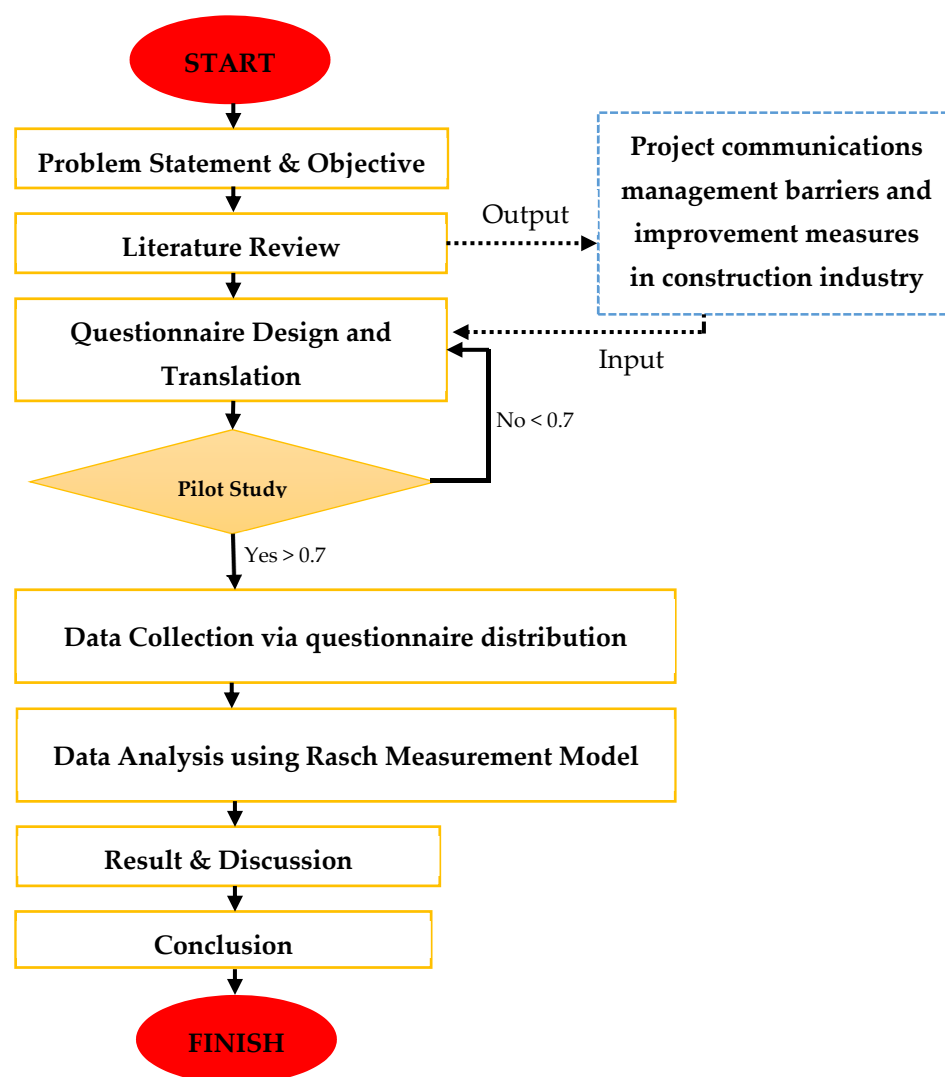 START
Problem Statement & Objective
Literature Review
Output
Project communications
management barriers and
improvement measures
in construction industry
Questionnaire Design and
Translation
Input
No < 0.7
Pilot Study
Yes > 0.7
Data Collection via questionnaire distribution
Data Analysis using Rasch Measurement Model
Result & Discussion
Conclusion
FINISH